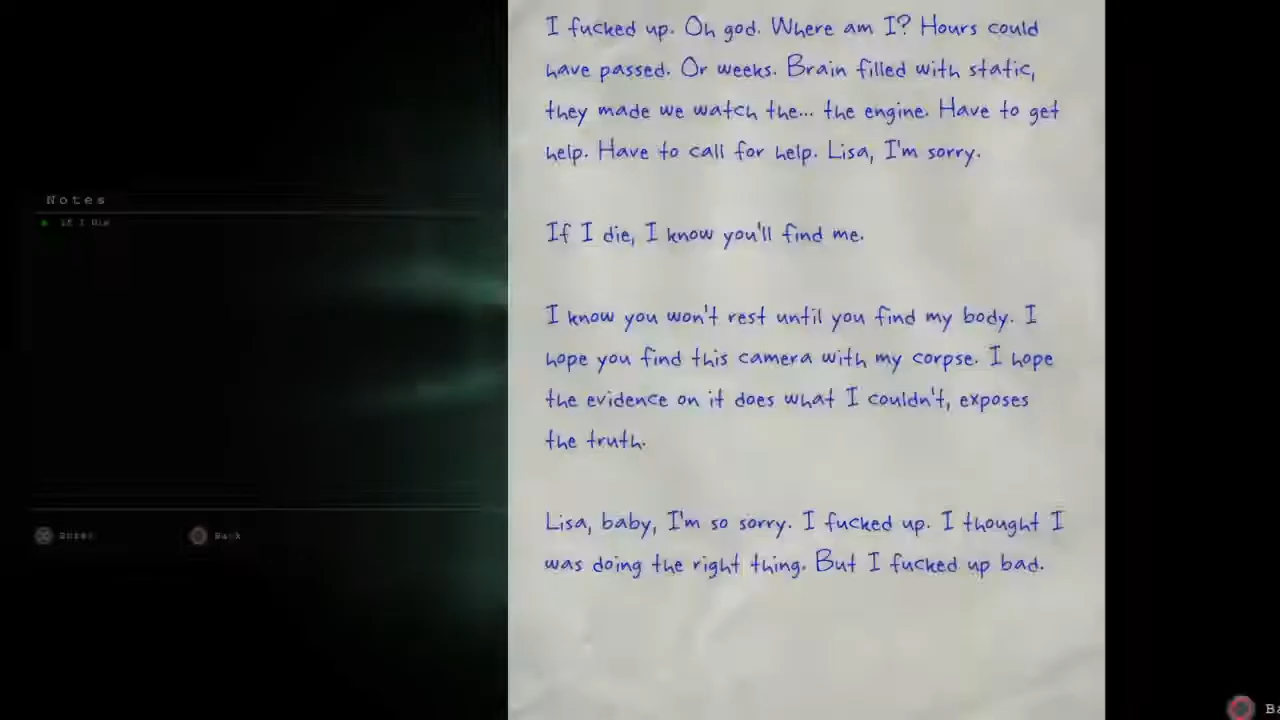 I fucked up. Oh god. Where am I? Hours could
have passed. Or weeks. Brain filled with static,
they made we watch the... the engine. Have to get
help. Have to call for help. Lisa, I'm sorry.
If I die, I know you'll find me.
I know you won't rest until you find my body. I
hope you find this camera with my corpse. I hope
the evidence on it does what I couldn't, exposes
the truth.
Lisa, baby, I'm so sorry. I fucked up. I thought I
was doing the right thing. But I fucked up bad.
Notes
If I Die
Back